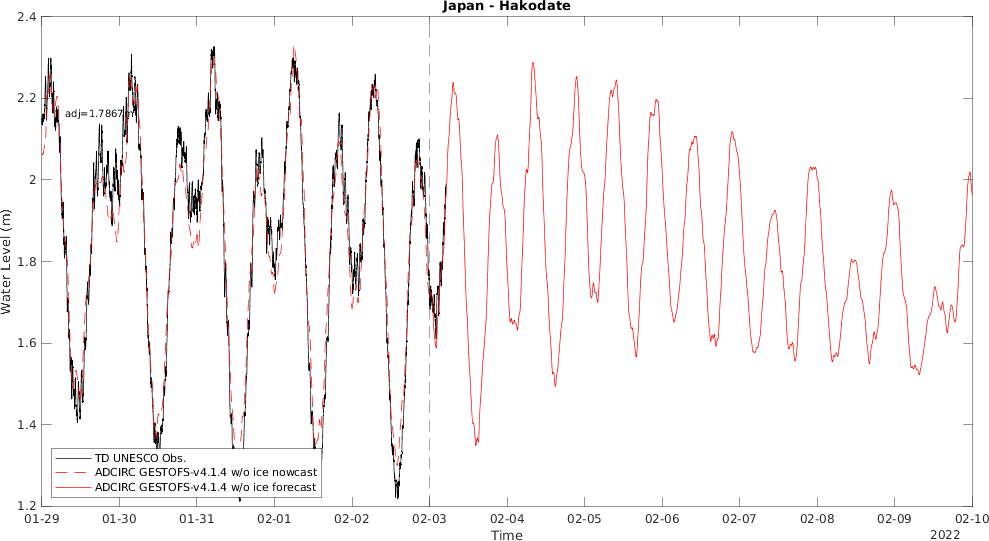 Japan - Hakodate
2.4
2.2
2
1.8
1.6
1.4
1.2
Water Level (m)
adj=1.7867 m
TD UNESCO Obs.
ADCIRC GESTOFS-v4.1.4 w/o ice nowcast
ADCIRC GESTOFS-v4.1.4 w/o ice forecast
01-29 01-30 01-31 02-01 02-02 02-03 02-04 02-05 02-06 02-07 02-08 02-09 02-10
Time
2022